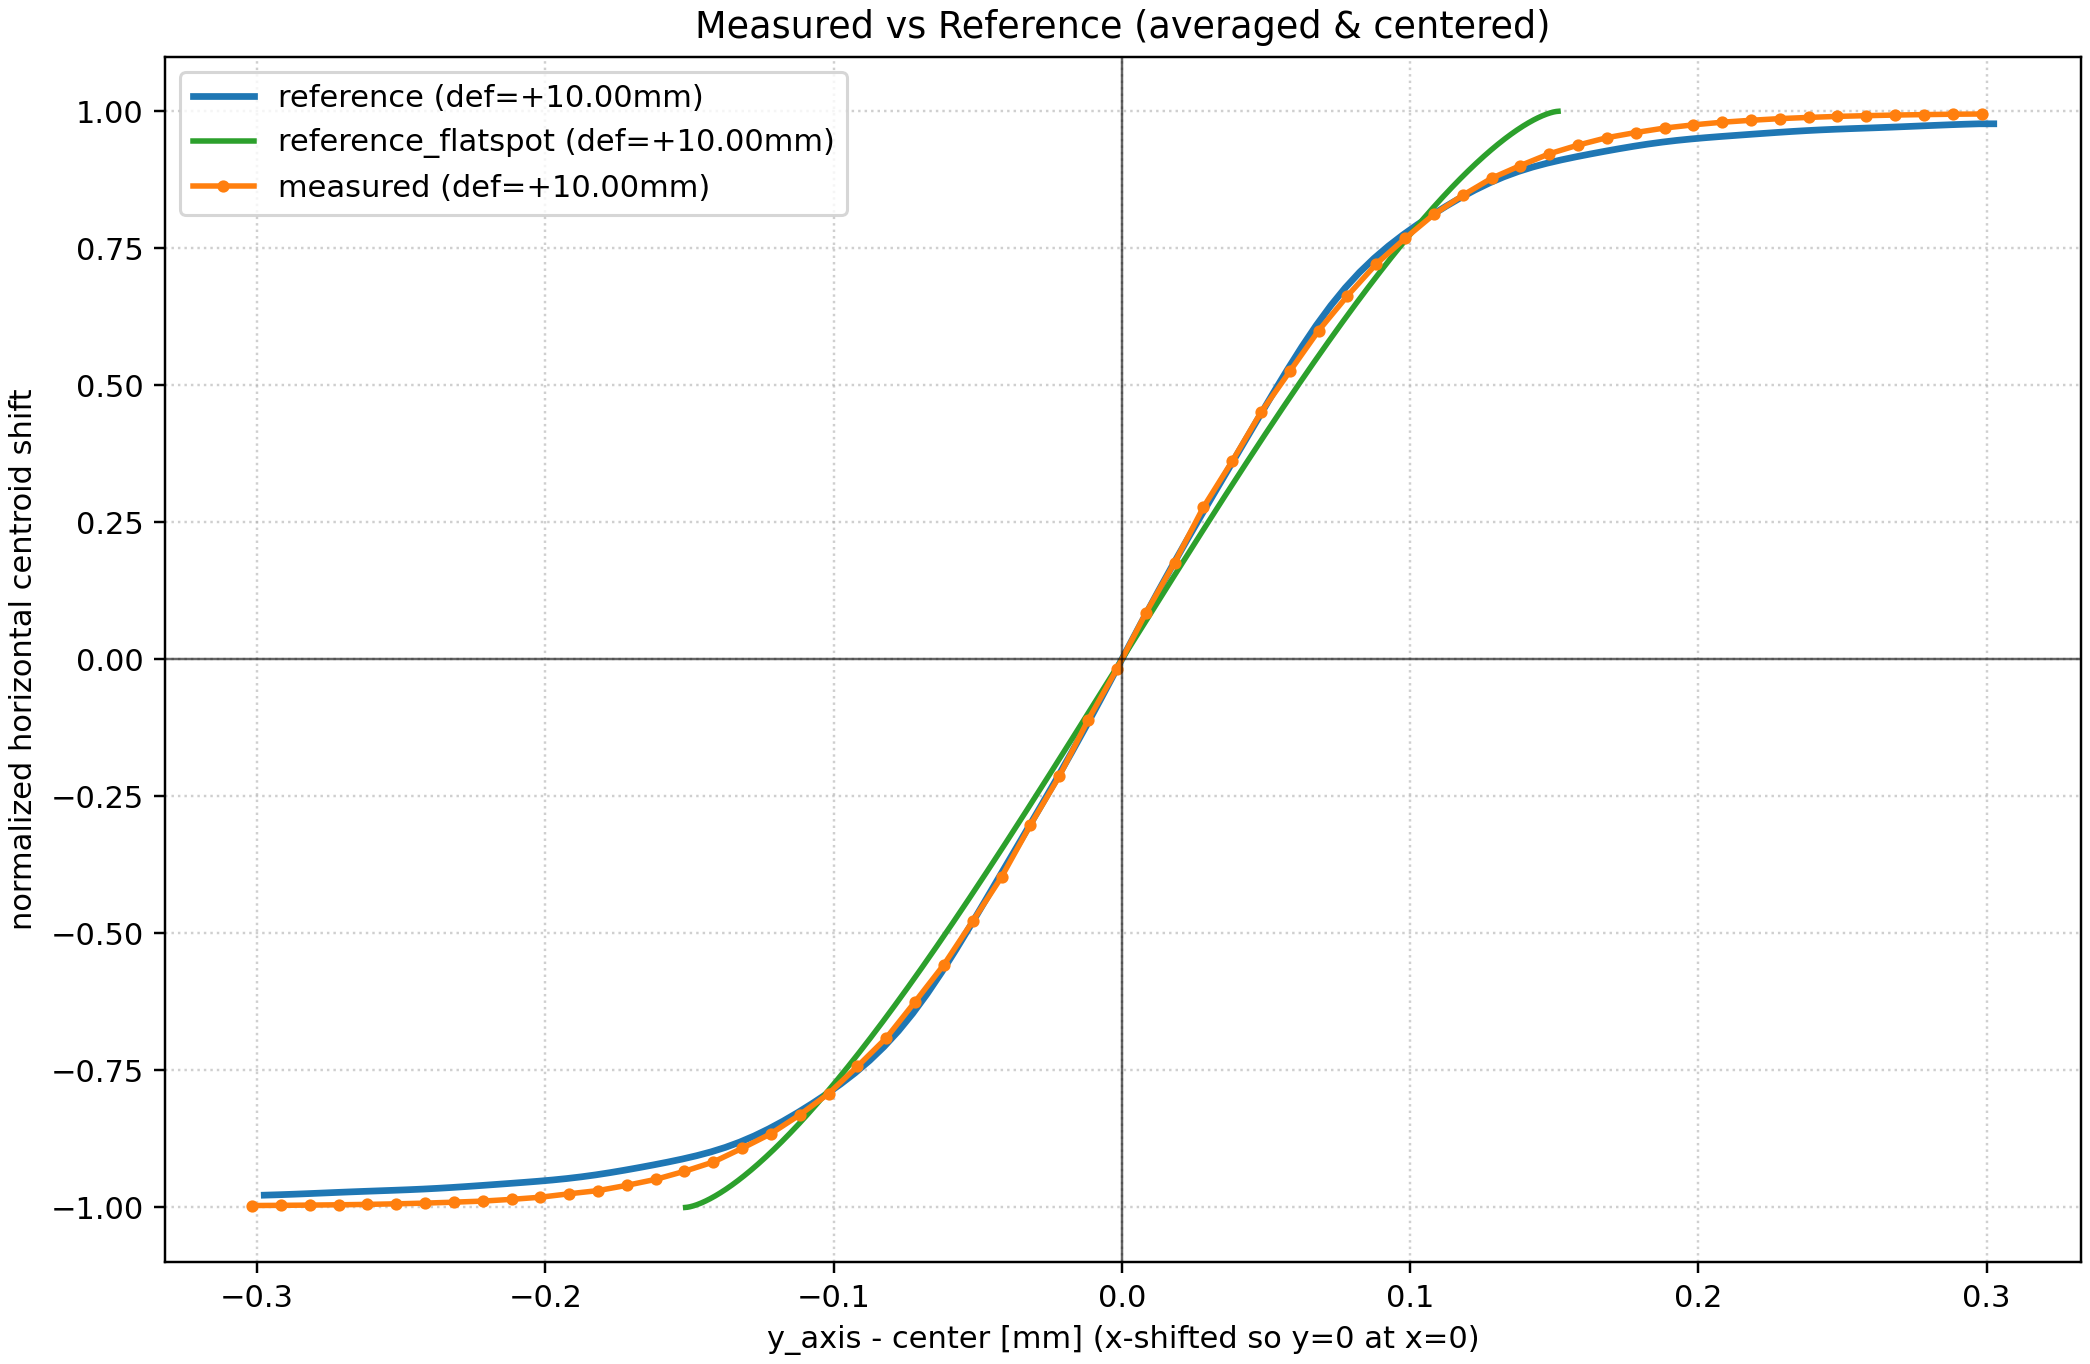 Measured vs Reference (averaged & centered)
reference (def=+10.00mm)
reference_flatspot (def=+10.00mm)
measured (def=+10.00mm)
normalized horizontal centroid shift
1.00
0.75
0.50
0.25
0.00
−0.25
−0.50
−0.75
−1.00
−0.3
−0.2
−0.1
0.0
0.1
0.2
0.3
y_axis - center [mm] (x-shifted so y=0 at x=0)